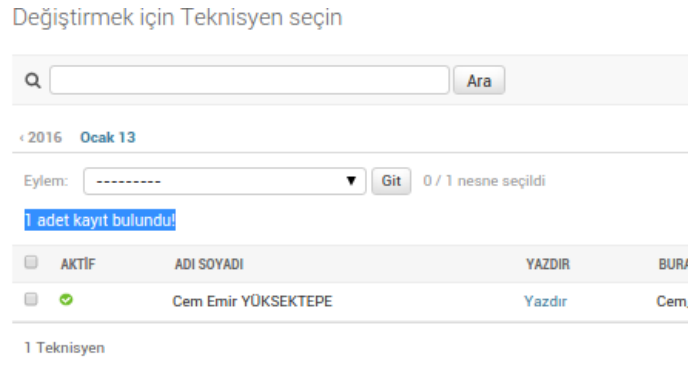 Değiştirmek için Teknisyen seçin
Ara
‹ 2016 Ocak 13
Eylem: --------- Git 0 / 1 nesne seçildi
1 adet kayıt bulundu!
AKTİF ADI SOYADI YAZDIR
Cem Emir YÜKSEKTEPE Yazdır Cem
1 Teknisyen